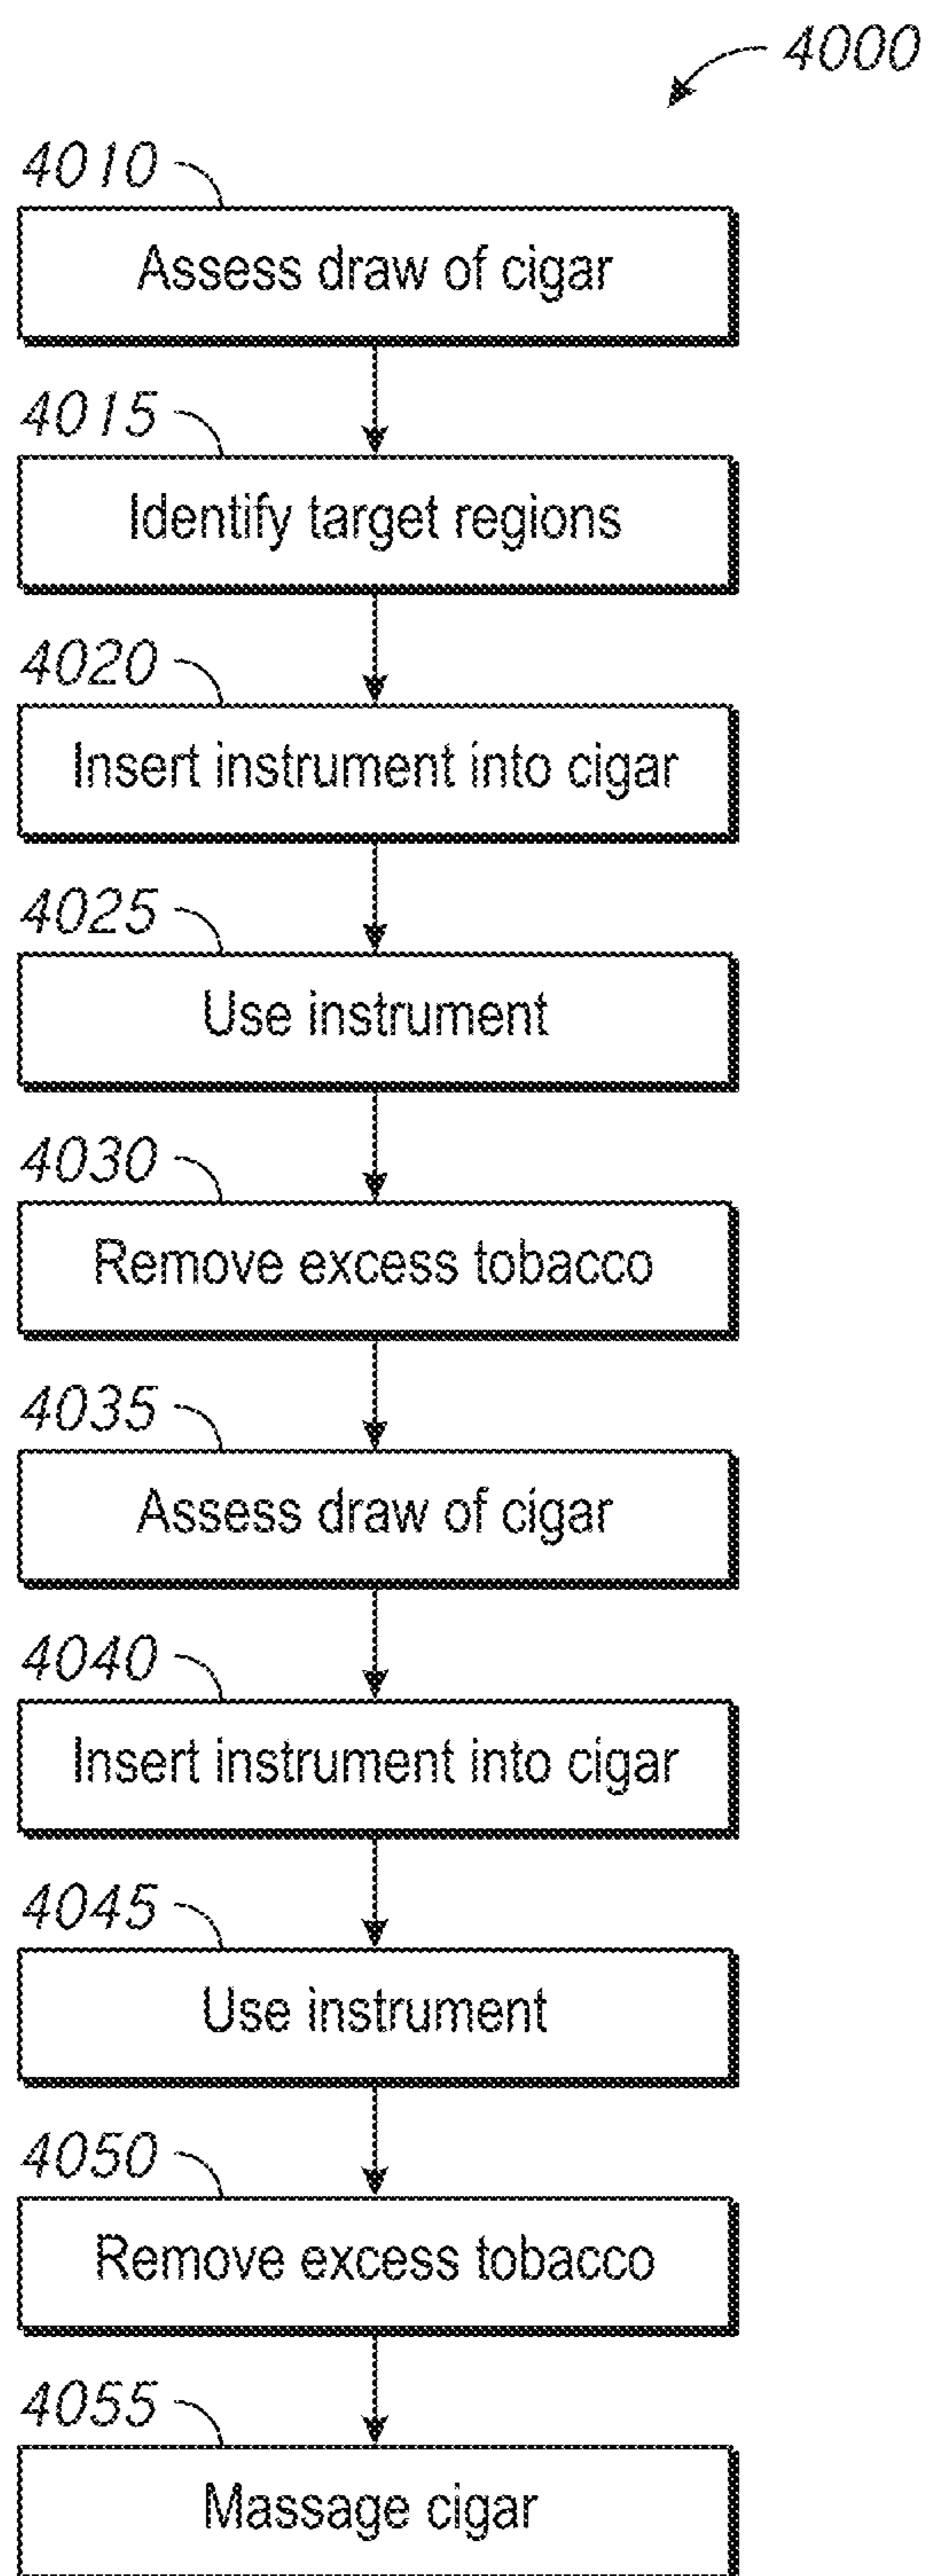 4000
4010
Assess draw of cigar
4015
Identify target regions
4020
Insert instrument into cigar
4025
Use instrument
4030
Remove excess tobacco
4035
Assess draw of cigar
4040
Insert instrument into cigar
4045
Use instrument
4050
Remove excess tobacco
4055
Massage cigar